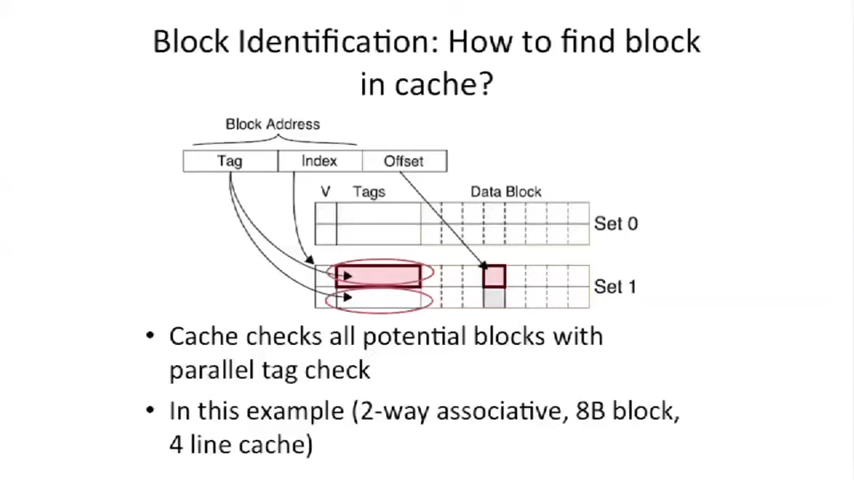 Block Identification: How to find block
in cache?
Block Address
Tag Index Offset
V Tags Data Block
Set 0
Set 1
• Cache checks all potential blocks with
parallel tag check
• In this example (2-way associative, 8B block,
4 line cache)